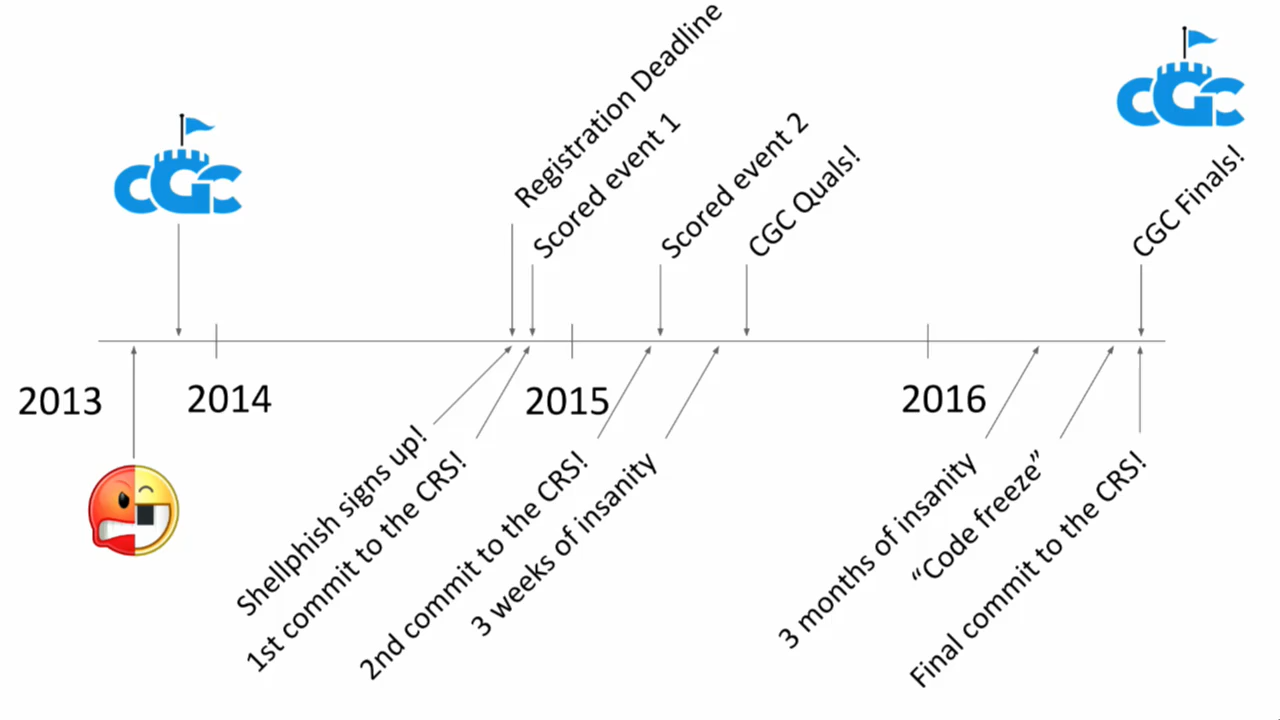 CGC
CGC
Registration Deadline
Scored event 1
Scored event 2
CGC Quals!
CGC Finals!
2013
2014
2015
2016
Shellphish signs up!
1st commit to the CRS!
2nd commit to the CRS!
3 weeks of insanity
3 months of insanity
“Code freeze”
Final commit to the CRS!